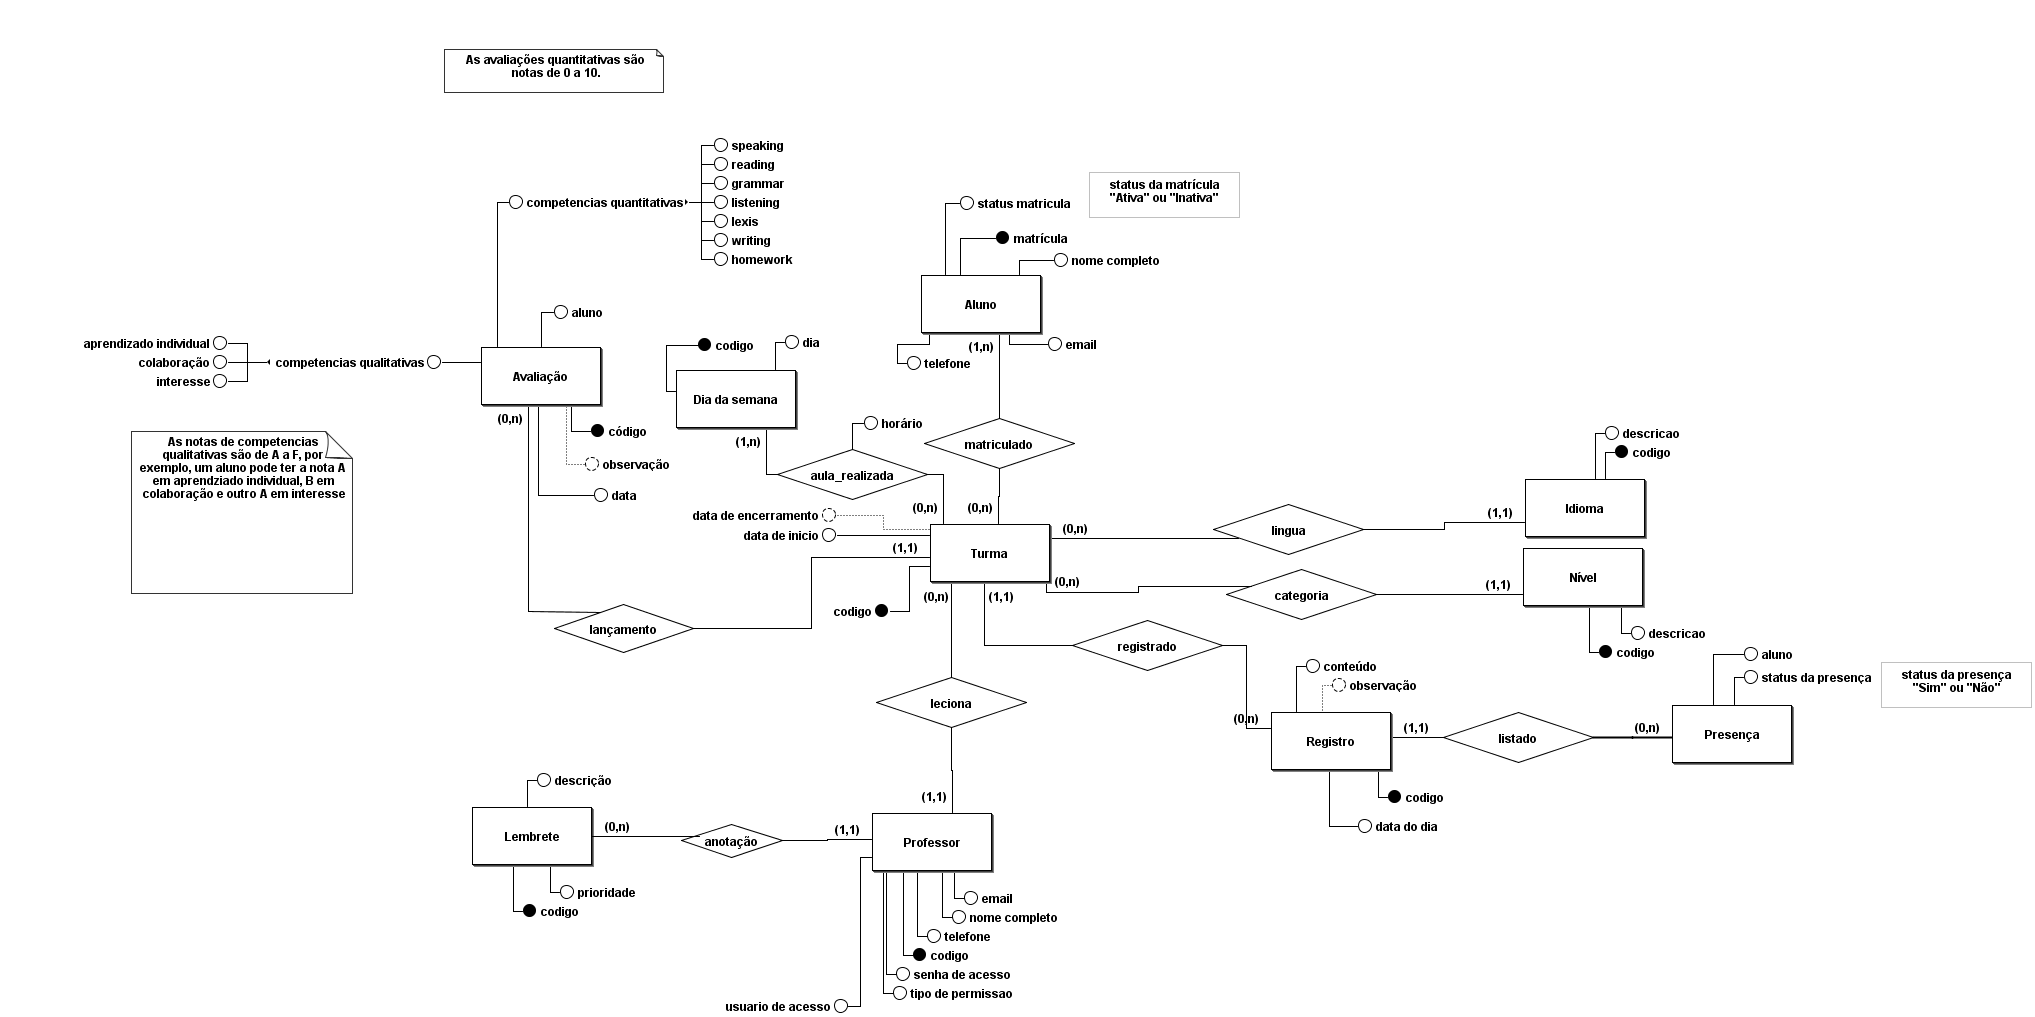 As avaliações quantitativas são
notas de 0 a 10.
speaking
reading
grammar
competencias quantitativas
listening
lexis
writing
homework
status da matrícula
"Ativa" ou "Inativa"
status matricula
matrícula
nome completo
Aluno
email
telefone
(1,n)
aluno
aprendizado individual
colaboração
interesse
competencias qualitativas
Avaliação
(0,n)
código
observação
data
As notas de competencias
qualitativas são de A a F, por
exemplo, um aluno pode ter a nota A
em aprendziado individual, B em
colaboração e outro A em interesse
codigo
dia
Dia da semana
(1,n)
horário
aula_realizada
(0,n)
matriculado
(0,n)
data de encerramento
data de inicio
(1,1)
Turma
codigo
(0,n)
(1,1)
(0,n)
(0,n)
lingua
(1,1)
descricao
codigo
Idioma
categoria
(1,1)
Nível
descricao
codigo
lançamento
registrado
conteúdo
observação
(0,n)
Registro
codigo
data do dia
(1,1)
listado
(0,n)
aluno
status da presença
Presença
status da presença
"Sim" ou "Não"
leciona
(1,1)
descrição
Lembrete
(0,n)
anotação
(1,1)
Professor
prioridade
codigo
email
nome completo
telefone
codigo
senha de acesso
tipo de permissao
usuario de acesso